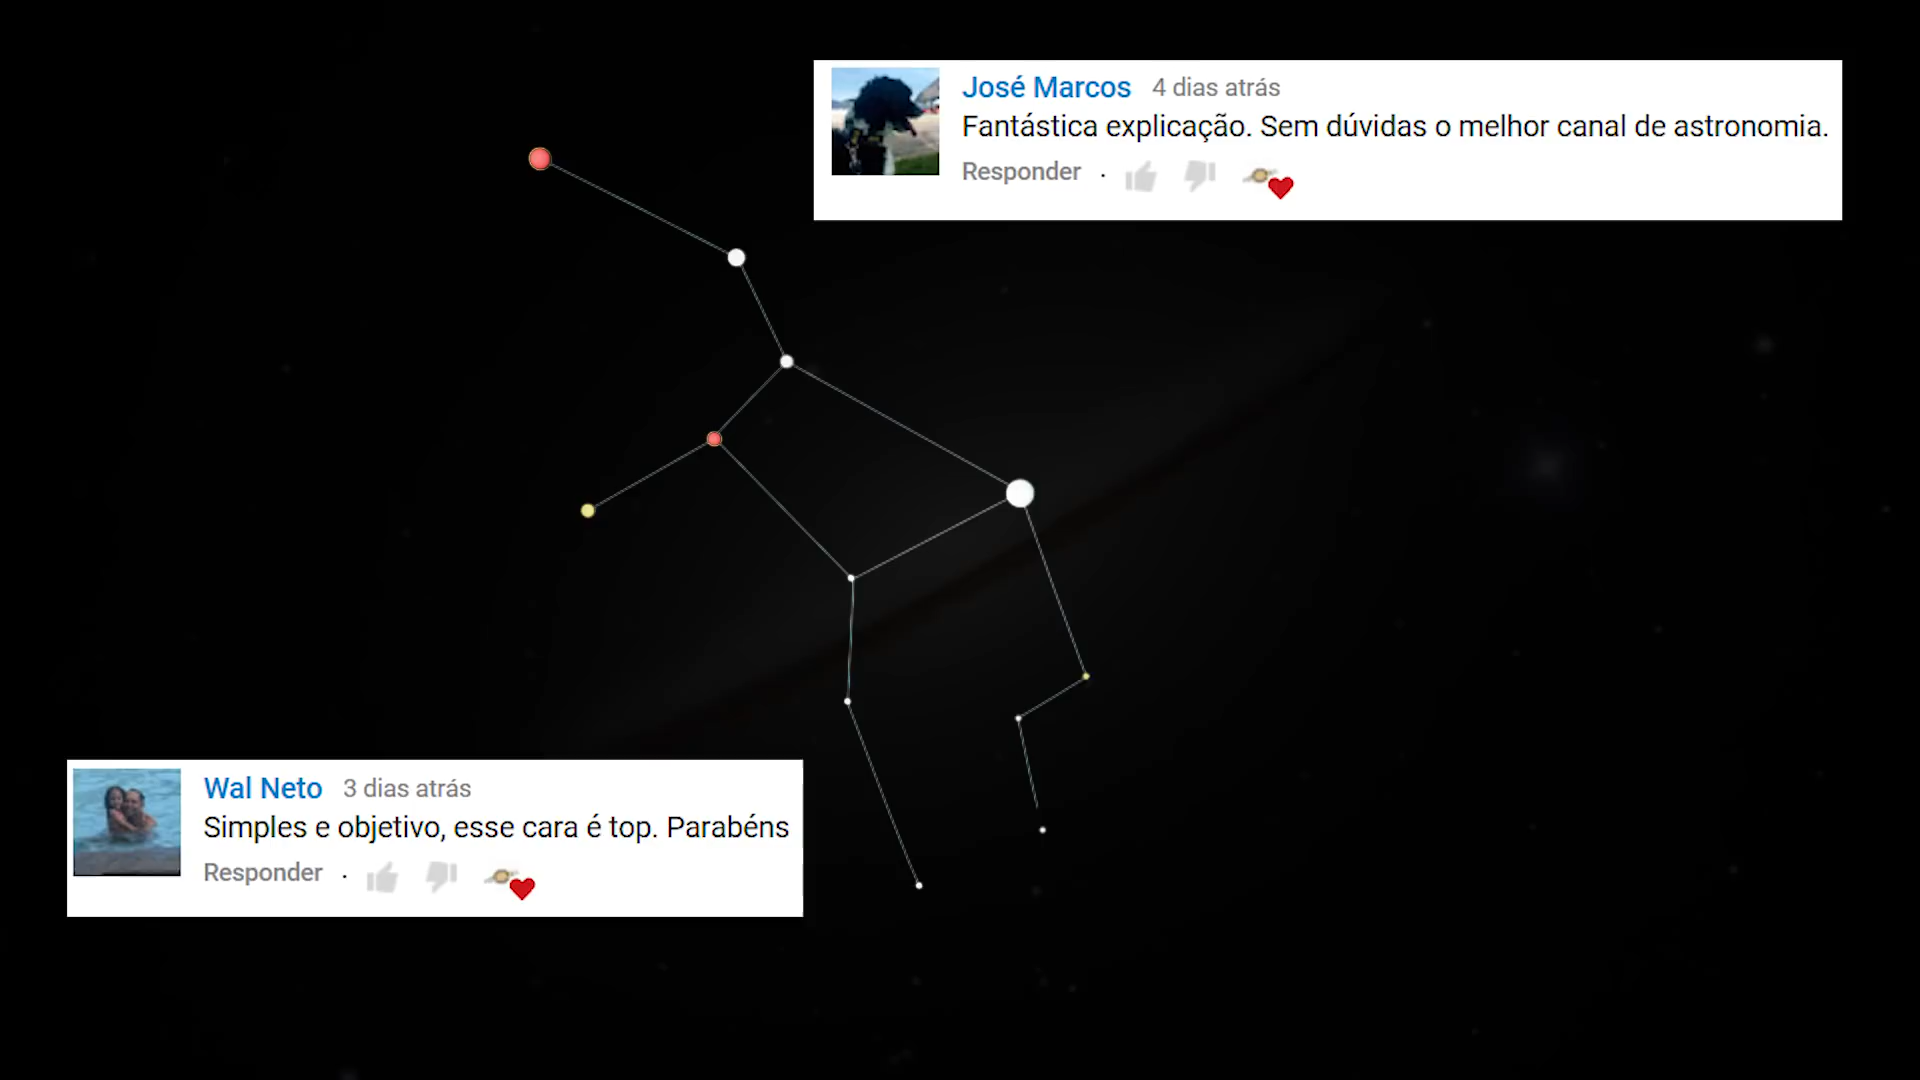 José Marcos 4 dias atrás
Fantástica explicação. Sem dúvidas o melhor canal de astronomia.
Responder ·
Wal Neto 3 dias atrás
Simples e objetivo, esse cara é top. Parabéns
Responder ·